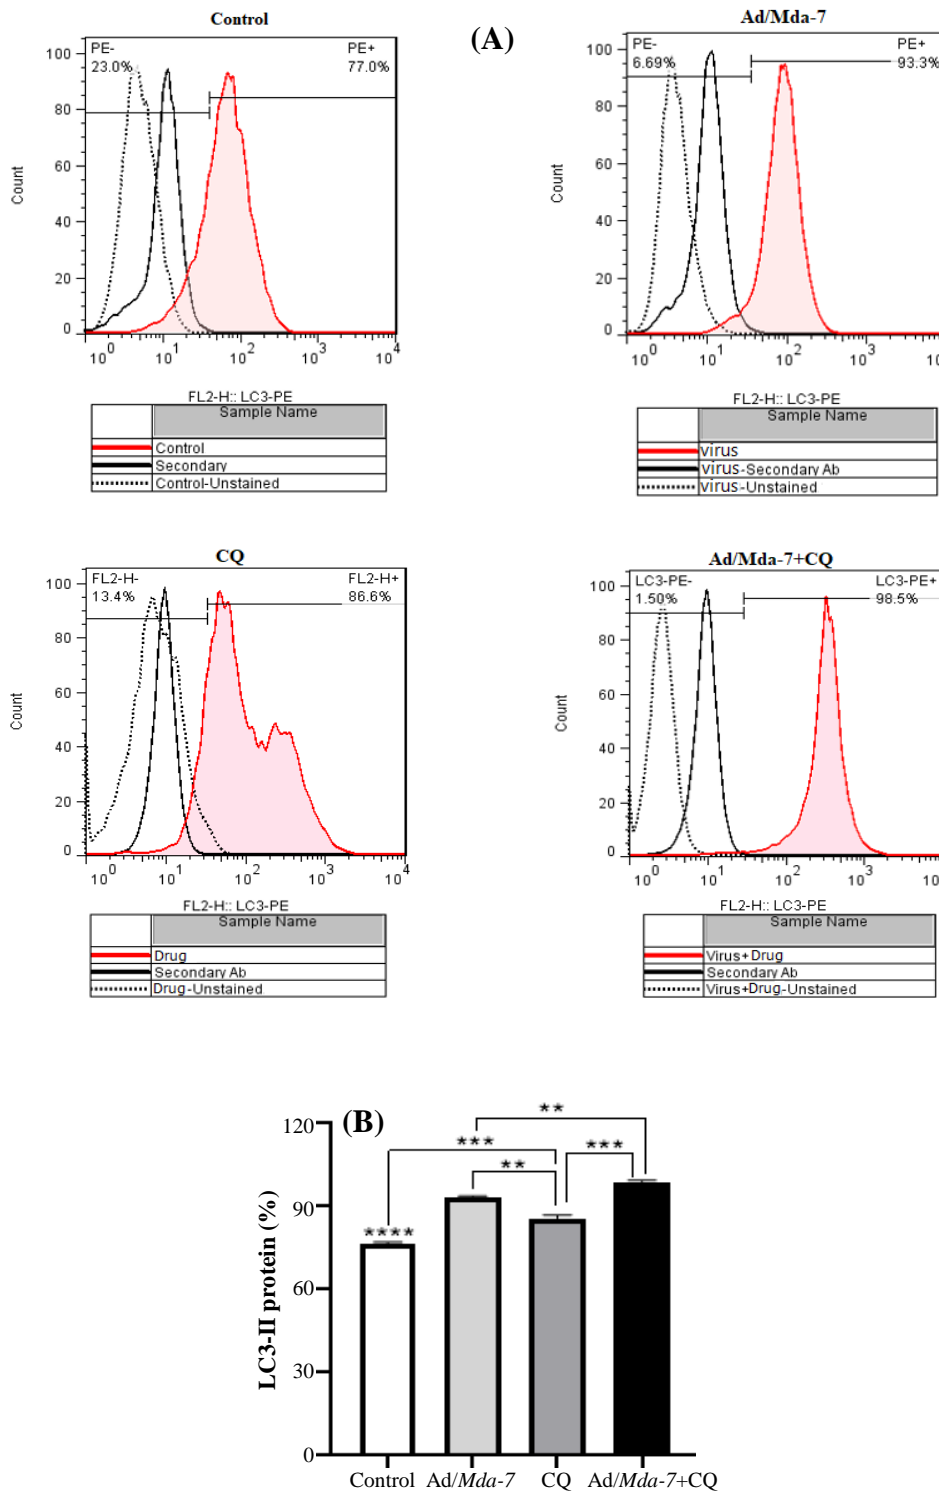 Control
(A)
Ad/Mda-7
PE-
23.0%
PE+
77.0%
100
80
60
40
20
0
Count
10^0 10^1 10^2 10^3 10^4
FL2-H:: LC3-PE
Sample Name
Control
Secondary
Control-Unstained
PE-
6.69%
PE+
93.3%
100
80
60
40
20
0
Count
10^0 10^1 10^2 10^3 10^4
FL2-H:: LC3-PE
Sample Name
virus
virus-Secondary Ab
virus-Unstained
CQ
FL2-H-
13.4%
FL2-H+
86.6%
100
80
60
40
20
0
Count
10^0 10^1 10^2 10^3 10^4
FL2-H:: LC3-PE
Sample Name
Drug
Secondary Ab
Drug-Unstained
Ad/Mda-7+CQ
LC3-PE-
1.50%
LC3-PE+
98.5%
100
80
60
40
20
0
Count
10^0 10^1 10^2 10^3 10^4
FL2-H:: LC3-PE
Sample Name
Virus+Drug
Secondary Ab
Virus+Drug-Unstained
(B)
**
***
**
***
****
120
90
60
30
0
LC3-II protein (%)
Control Ad/Mda-7 CQ Ad/Mda-7+CQ